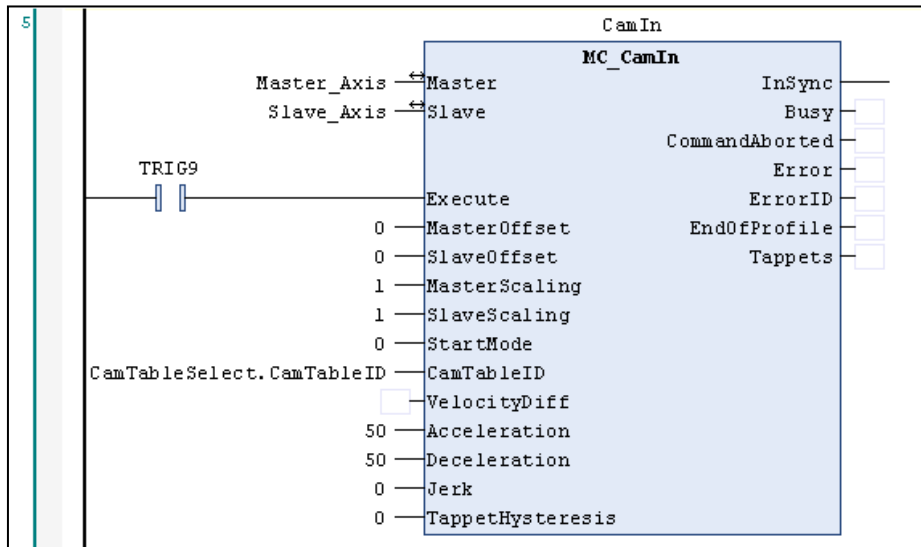 5
CamIn
MC_CamIn
Master_Axis Master InSync
Slave_Axis Slave Busy
CommandAborted
TRIG9 Error
Execute ErrorID
0 MasterOffset EndOfProfile
0 SlaveOffset Tappets
1 MasterScaling
1 SlaveScaling
0 StartMode
CamTableSelect.CamTableID CamTableID
VelocityDiff
50 Acceleration
50 Deceleration
0 Jerk
0 TappetHysteresis